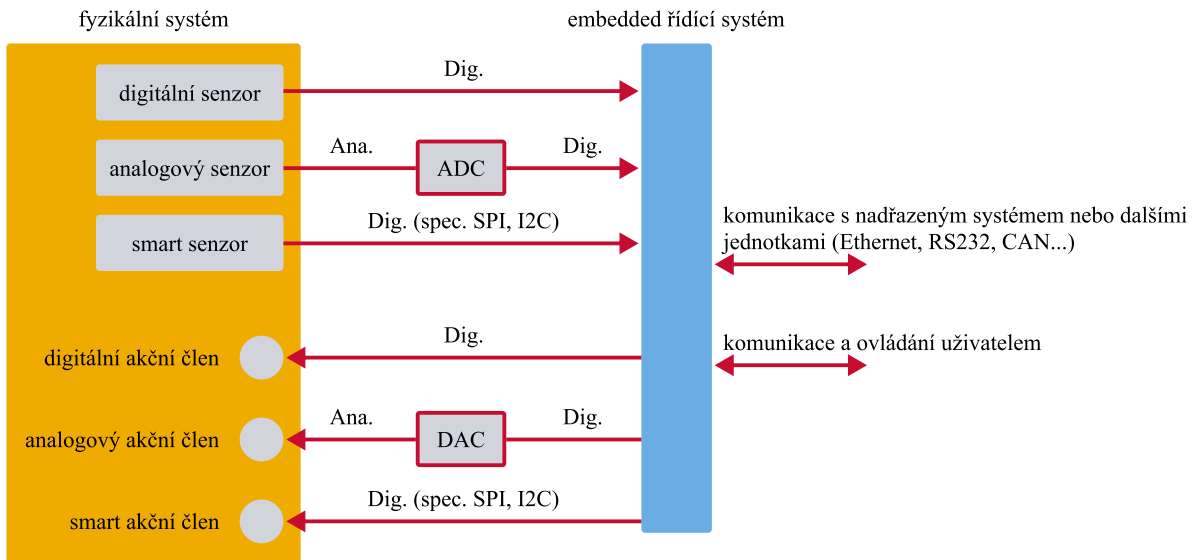 fyzikální systém
embedded řídící systém
digitální senzor
Dig.
analogový senzor
Ana.
ADC
Dig.
smart senzor
Dig. (spec. SPI, I2C)
komunikace s nadřazeným systémem nebo dalšími
jednotkami (Ethernet, RS232, CAN...)
digitální akční člen
Dig.
komunikace a ovládání uživatelem
analogový akční člen
Ana.
DAC
Dig.
smart akční člen
Dig. (spec. SPI, I2C)